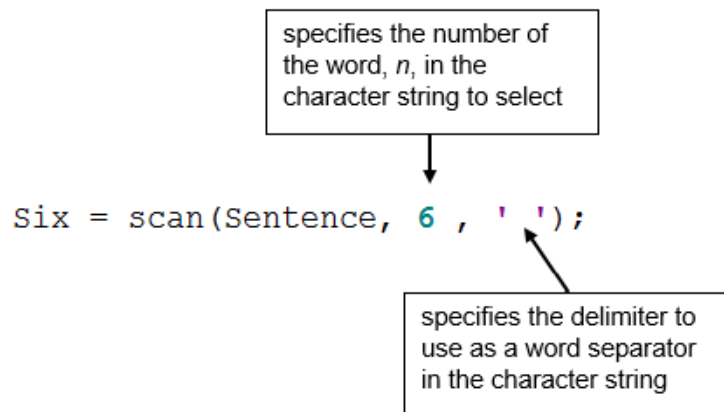 specifies the number of
the word, n, in the
character string to select
Six = scan(Sentence, 6 , ' ');
specifies the delimiter to
use as a word separator
in the character string